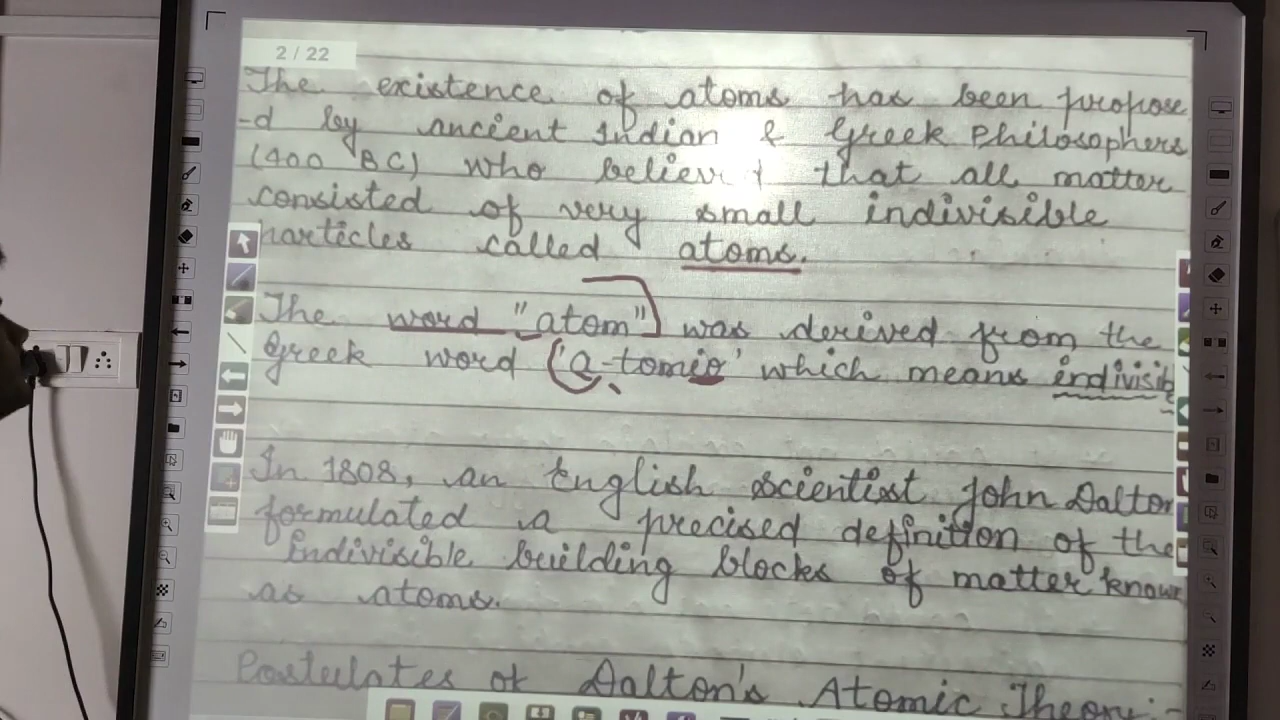 2 / 22
The existence of atoms has been propose
-d by ancient Indian & Greek Philosophers
(400 BC) who believed that all matter
consisted of very small indivisible
particles called atoms.
The word "atom" was derived from the
Greek word 'a-tomio' which means indivisib
In 1808, an English scientist John Dalton
formulated a precised definition of the
indivisible building blocks of matter known
as atoms.
Postulates of Dalton's Atomic Theory:-